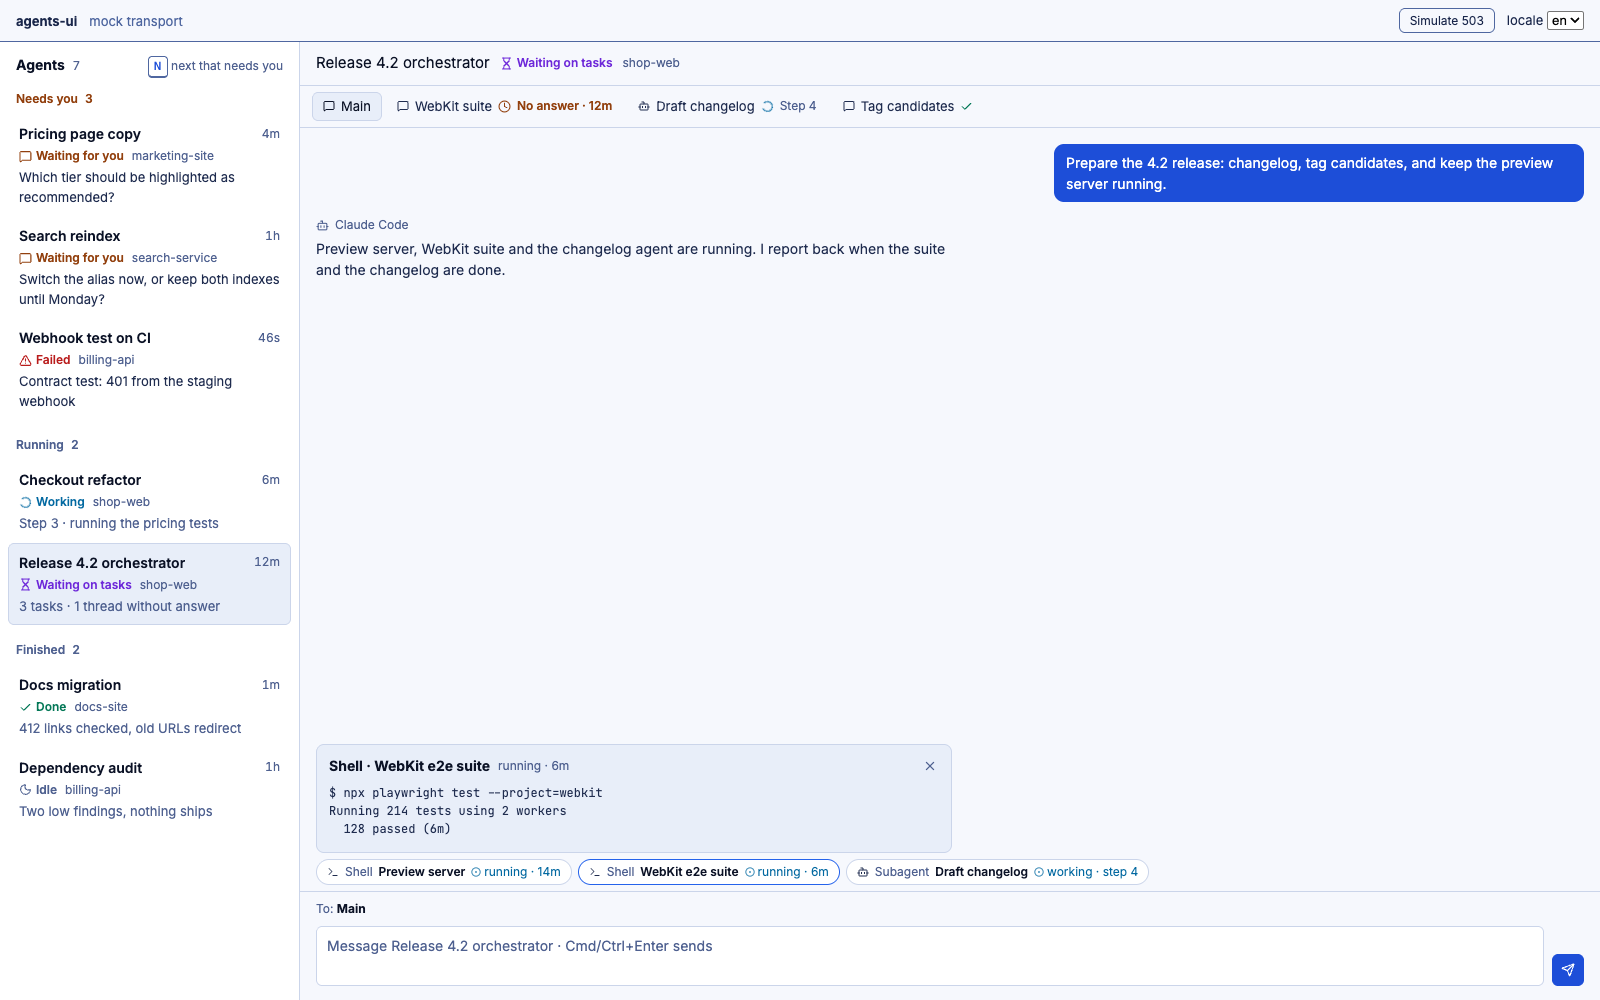 agents-ui mock transport
Simulate 503 locale en
Agents 7 N next that needs you
Needs you 3
Pricing page copy 4m
Waiting for you marketing-site
Which tier should be highlighted as
recommended?
Search reindex 1h
Waiting for you search-service
Switch the alias now, or keep both indexes
until Monday?
Webhook test on CI 46s
Failed billing-api
Contract test: 401 from the staging
webhook
Running 2
Checkout refactor 6m
Working shop-web
Step 3 · running the pricing tests
Release 4.2 orchestrator 12m
Waiting on tasks shop-web
3 tasks · 1 thread without answer
Finished 2
Docs migration 1m
Done docs-site
412 links checked, old URLs redirect
Dependency audit 1h
Idle billing-api
Two low findings, nothing ships
Release 4.2 orchestrator Waiting on tasks shop-web
Main WebKit suite No answer · 12m Draft changelog Step 4 Tag candidates
Prepare the 4.2 release: changelog, tag candidates, and keep the preview
server running.
Claude Code
Preview server, WebKit suite and the changelog agent are running. I report back when the suite
and the changelog are done.
Shell · WebKit e2e suite running · 6m
$ npx playwright test --project=webkit
Running 214 tests using 2 workers
128 passed (6m)
Shell Preview server running · 14m Shell WebKit e2e suite running · 6m Subagent Draft changelog working · step 4
To: Main
Message Release 4.2 orchestrator · Cmd/Ctrl+Enter sends